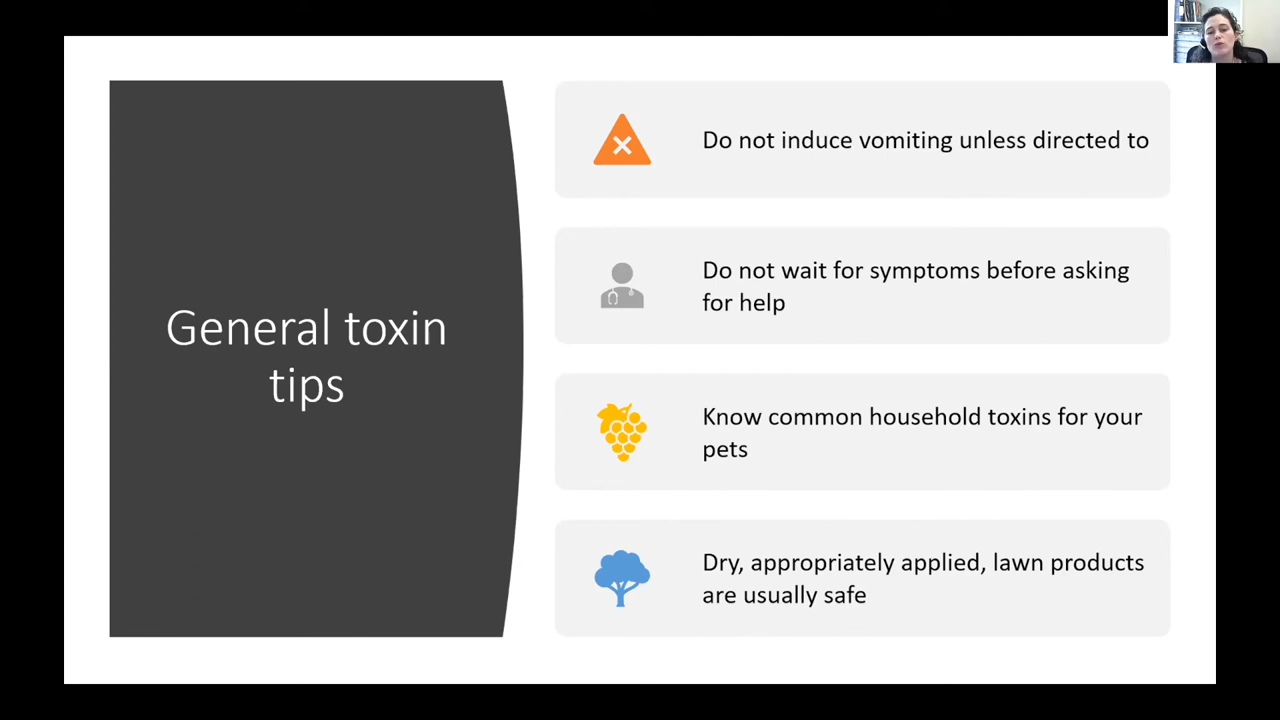 General toxin
tips
Do not induce vomiting unless directed to
Do not wait for symptoms before asking
for help
Know common household toxins for your
pets
Dry, appropriately applied, lawn products
are usually safe